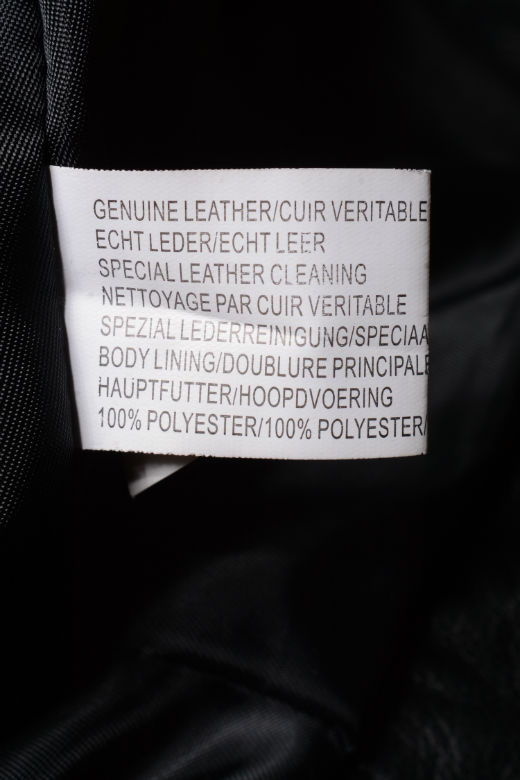 GENUINE LEATHER/CUIR VERITABLE
ECHT LEDER/ECHT LEER
SPECIAL LEATHER CLEANING
NETTOYAGE PAR CUIR VERITABLE
SPEZIAL LEDERREINIGUNG/SPECIAA
BODY LINING/DOUBLURE PRINCIPALE
HAUPTFUTTER/HOOPDVOERING
100% POLYESTER/100% POLYESTER/